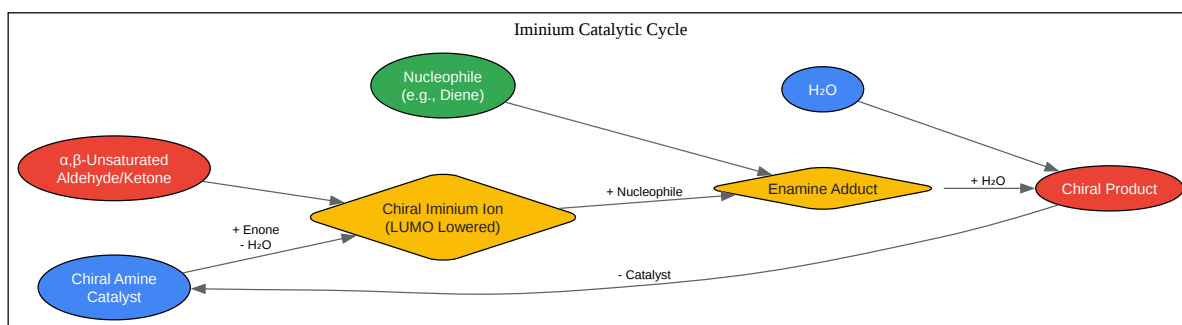 Iminium Catalytic Cycle
Nucleophile
(e.g., Diene)
H₂O
α,β-Unsaturated
Aldehyde/Ketone
+ Nucleophile
Enamine Adduct
+ H₂O
Chiral Product
Chiral Iminium Ion
(LUMO Lowered)
+ Enone
- H₂O
Chiral Amine
Catalyst
- Catalyst